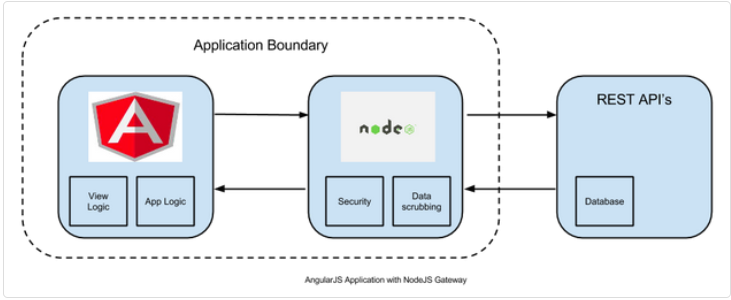 Application Boundary
A
node
REST API's
View
Logic
App Logic
Security
Data
scrubbing
Database
AngularJS Application with NodeJS Gateway